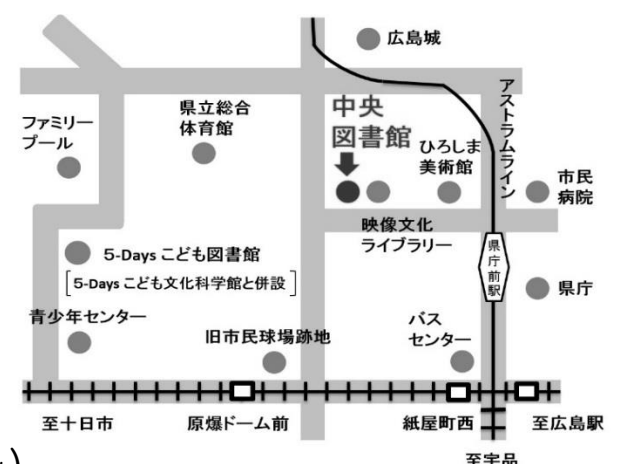 広島城
アストラムライン
ファミリー
プール
県立総合
体育館
中央
図書館
ひろしま
美術館
市民
病院
映像文化
ライブラリー
県庁前駅
5-Days こども図書館
[5-Days こども文化科学館と併設]
県庁
青少年センター
旧市民球場跡地
バス
センター
至十日市
原爆ドーム前
紙屋町西
至広島駅
至宇品
)